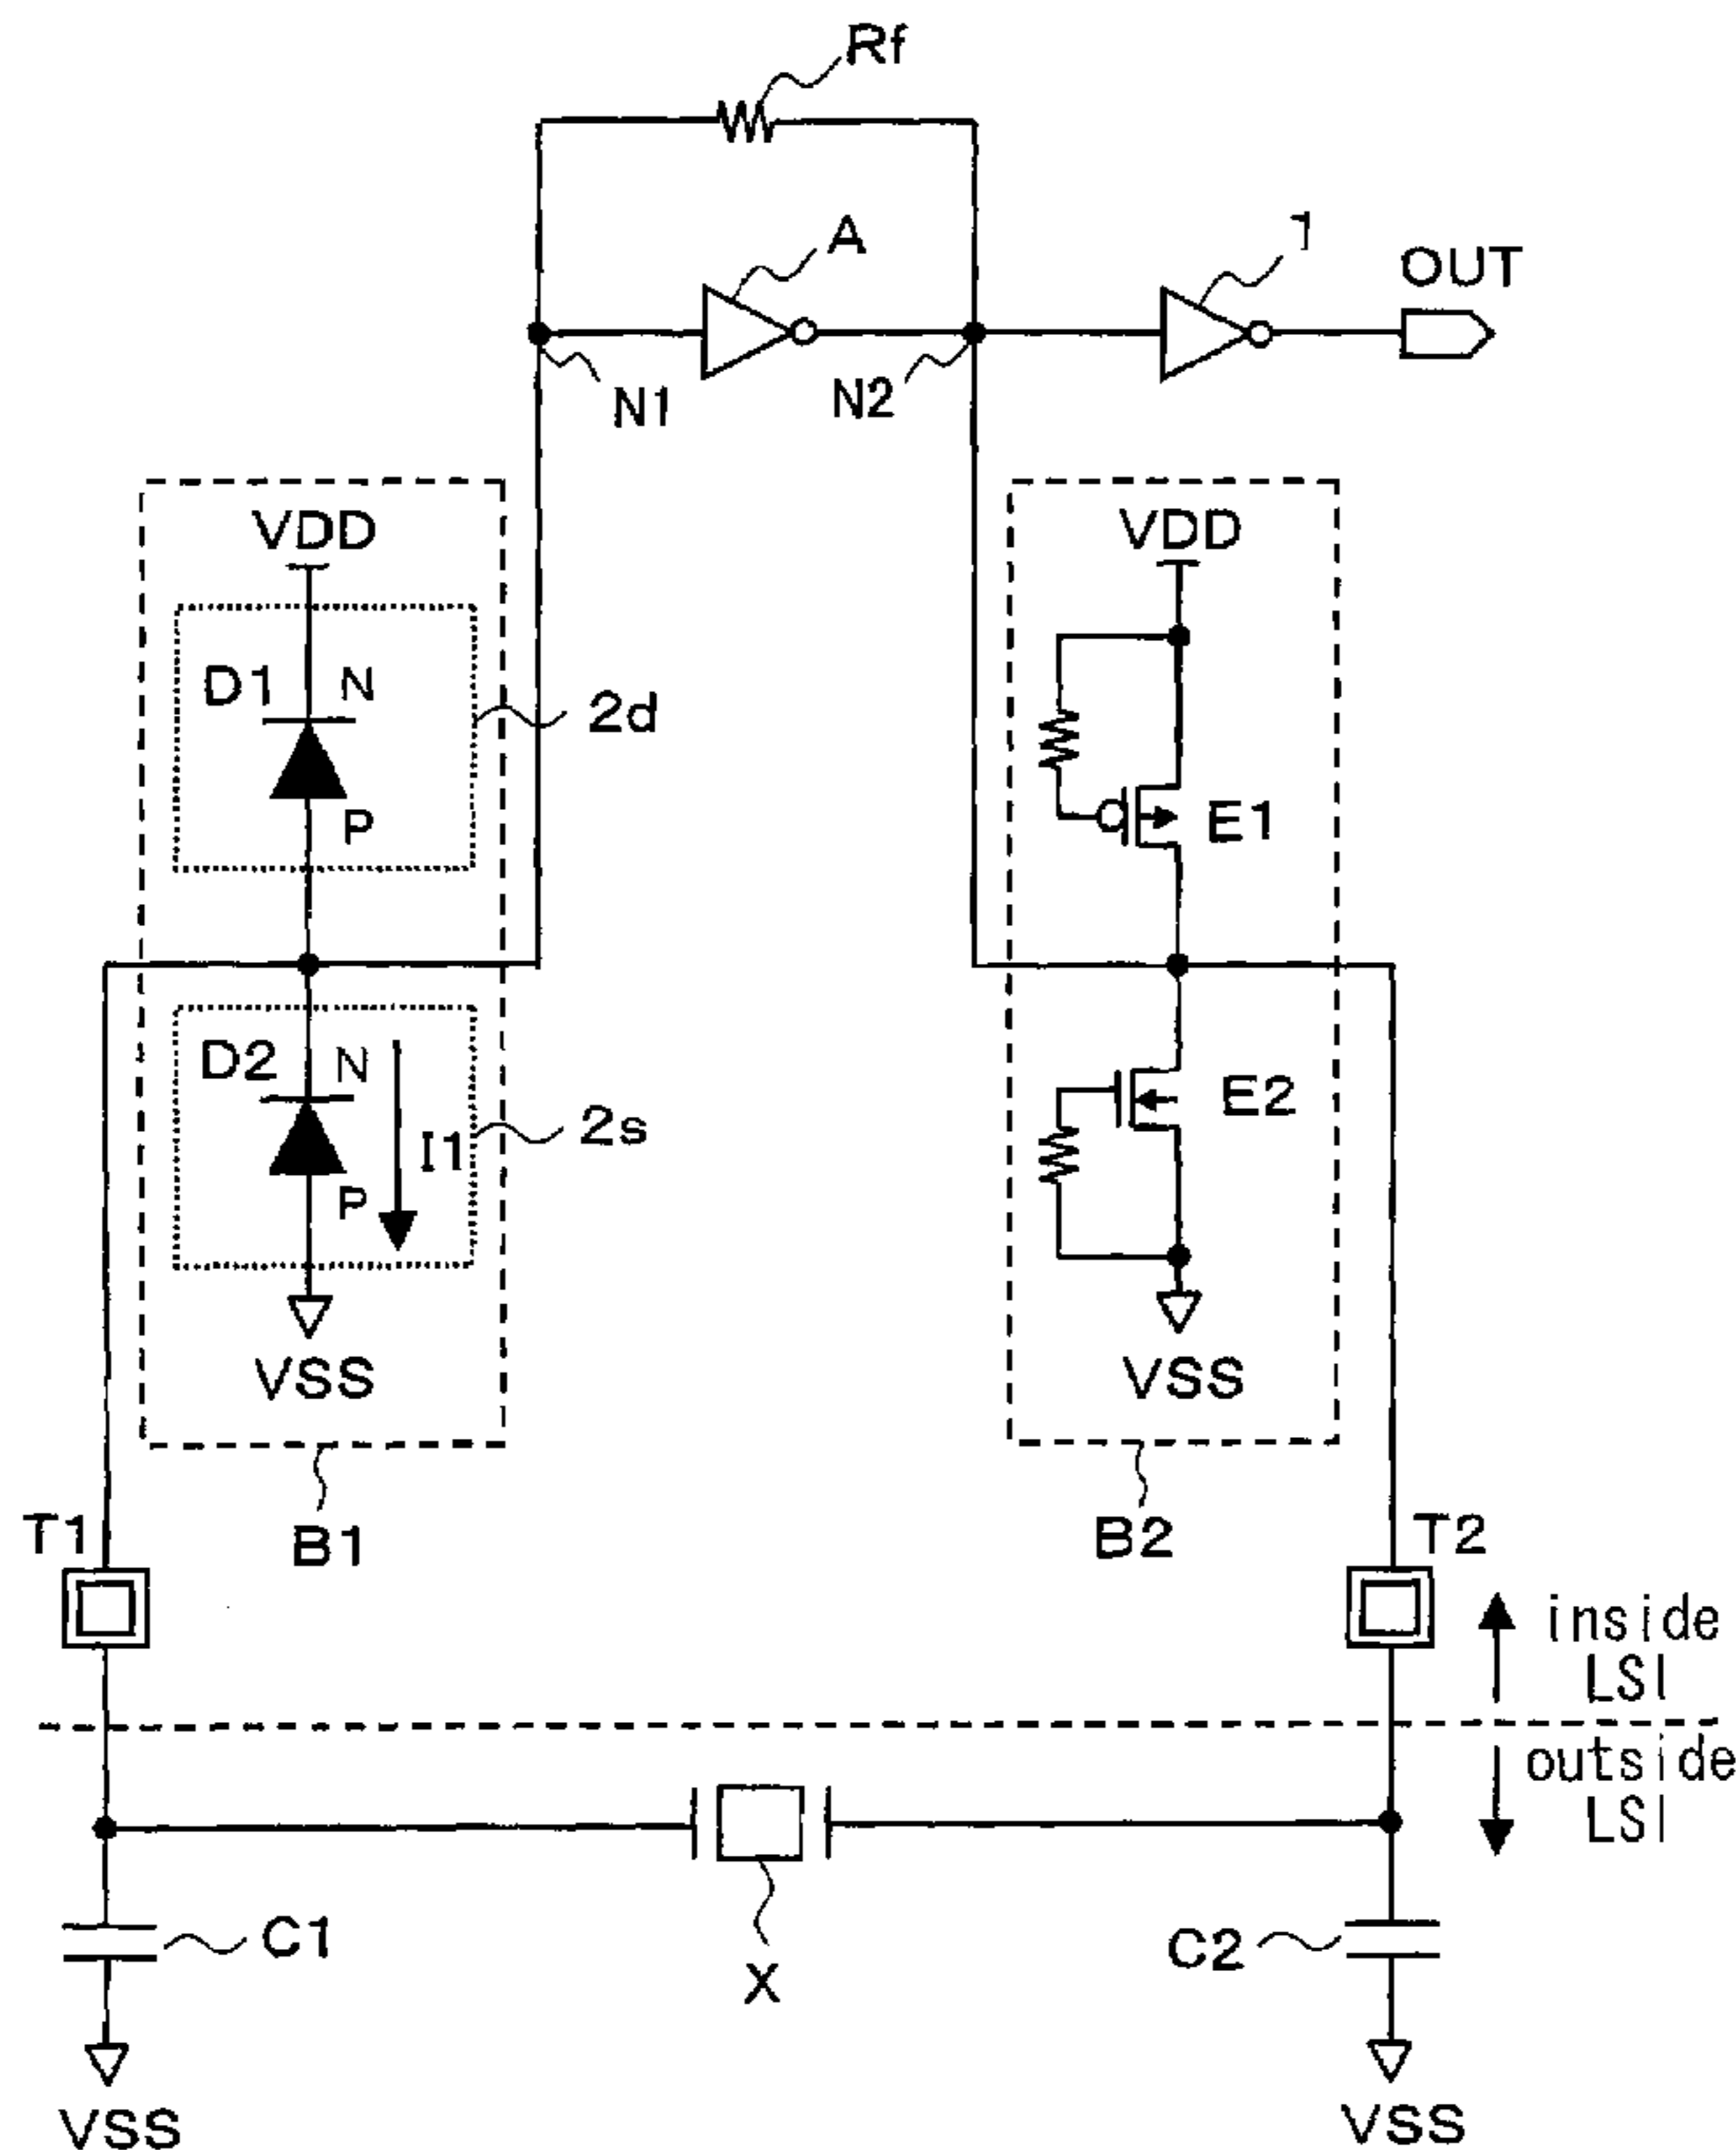 Rf
A
1
OUT
N1
N2
VDD
VDD
D1
N
2d
P
E1
D2
N
I1
2s
P
E2
VSS
VSS
B1
B2
T1
T2
inside
LSI
outside
LSI
C1
X
C2
VSS
VSS